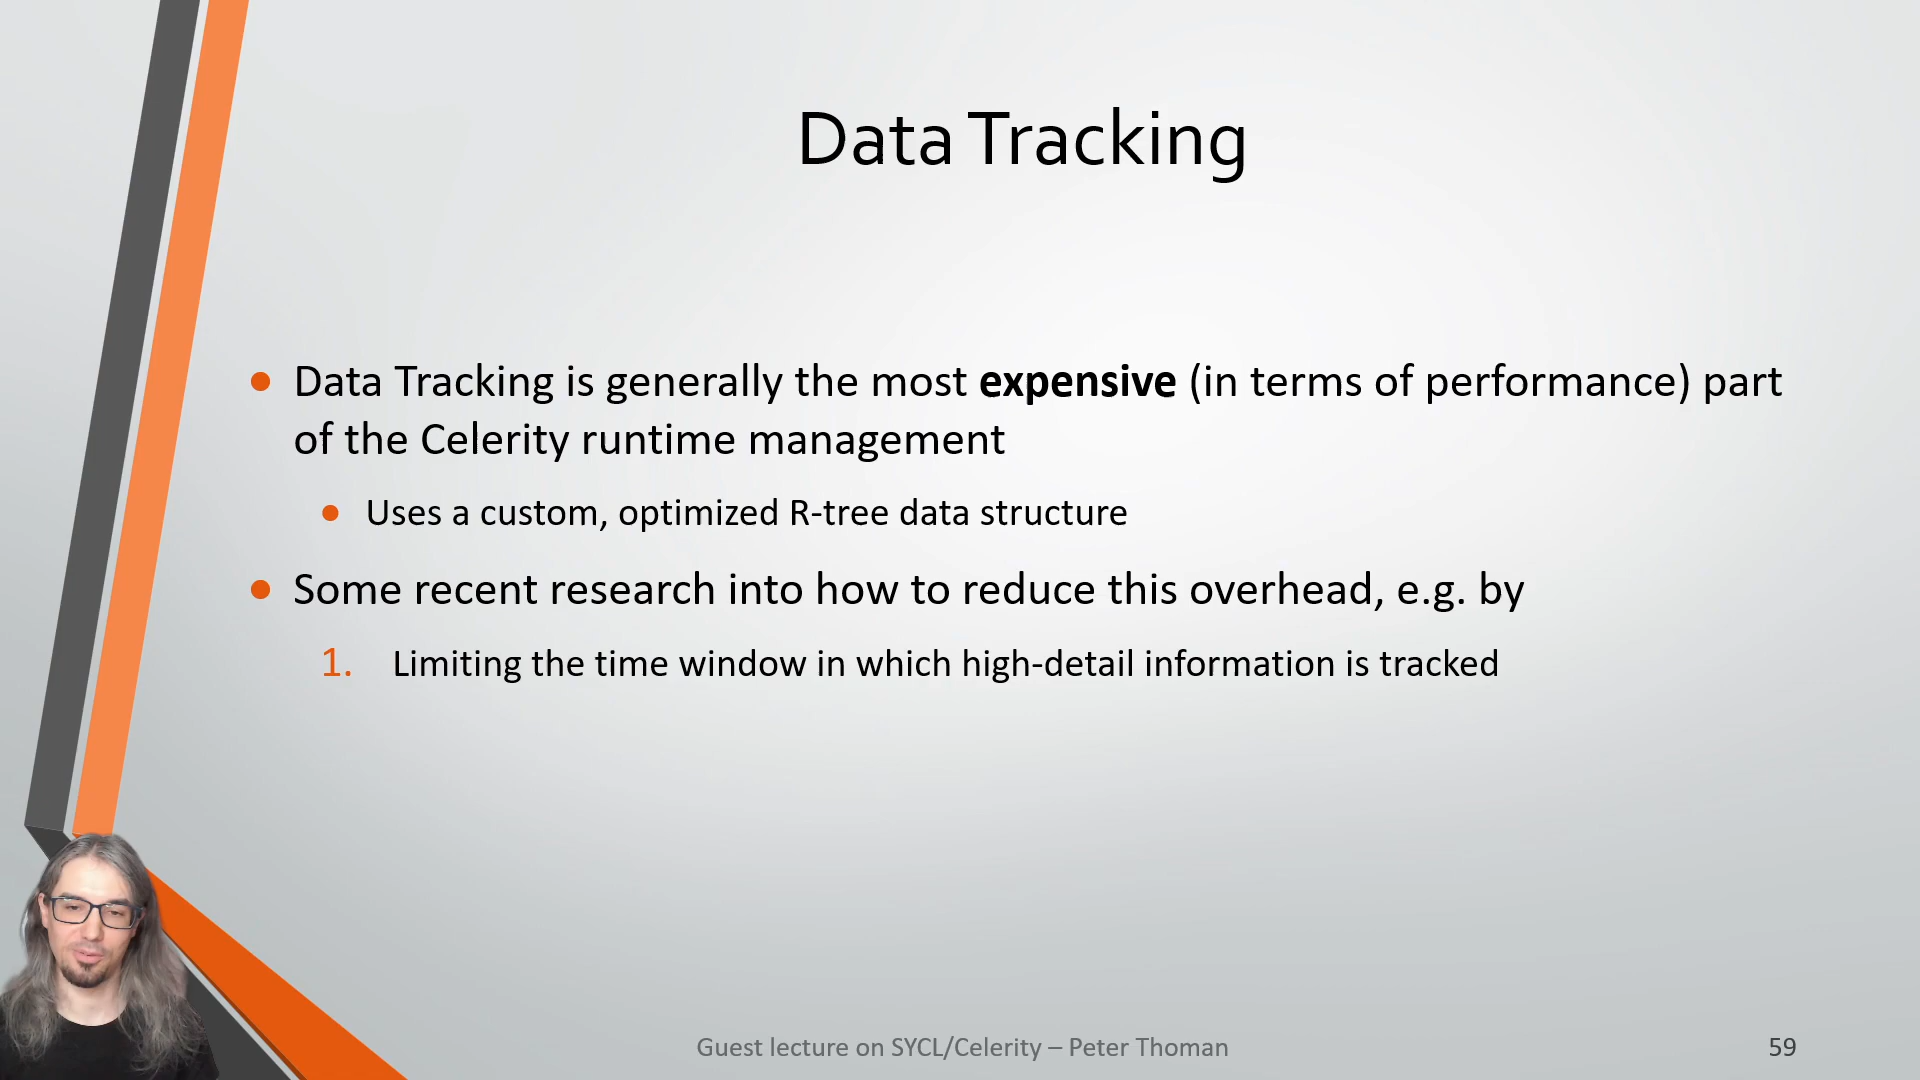 Data Tracking
• Data Tracking is generally the most expensive (in terms of performance) part
of the Celerity runtime management
• Uses a custom, optimized R-tree data structure
• Some recent research into how to reduce this overhead, e.g. by
1. Limiting the time window in which high-detail information is tracked
Guest lecture on SYCL/Celerity – Peter Thoman
59